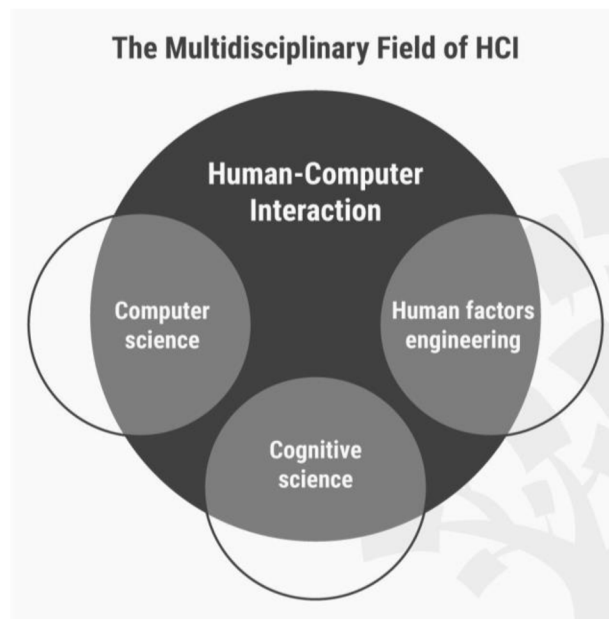 The Multidisciplinary Field of HCI
Human-Computer
Interaction
Computer
science
Human factors
engineering
Cognitive
science